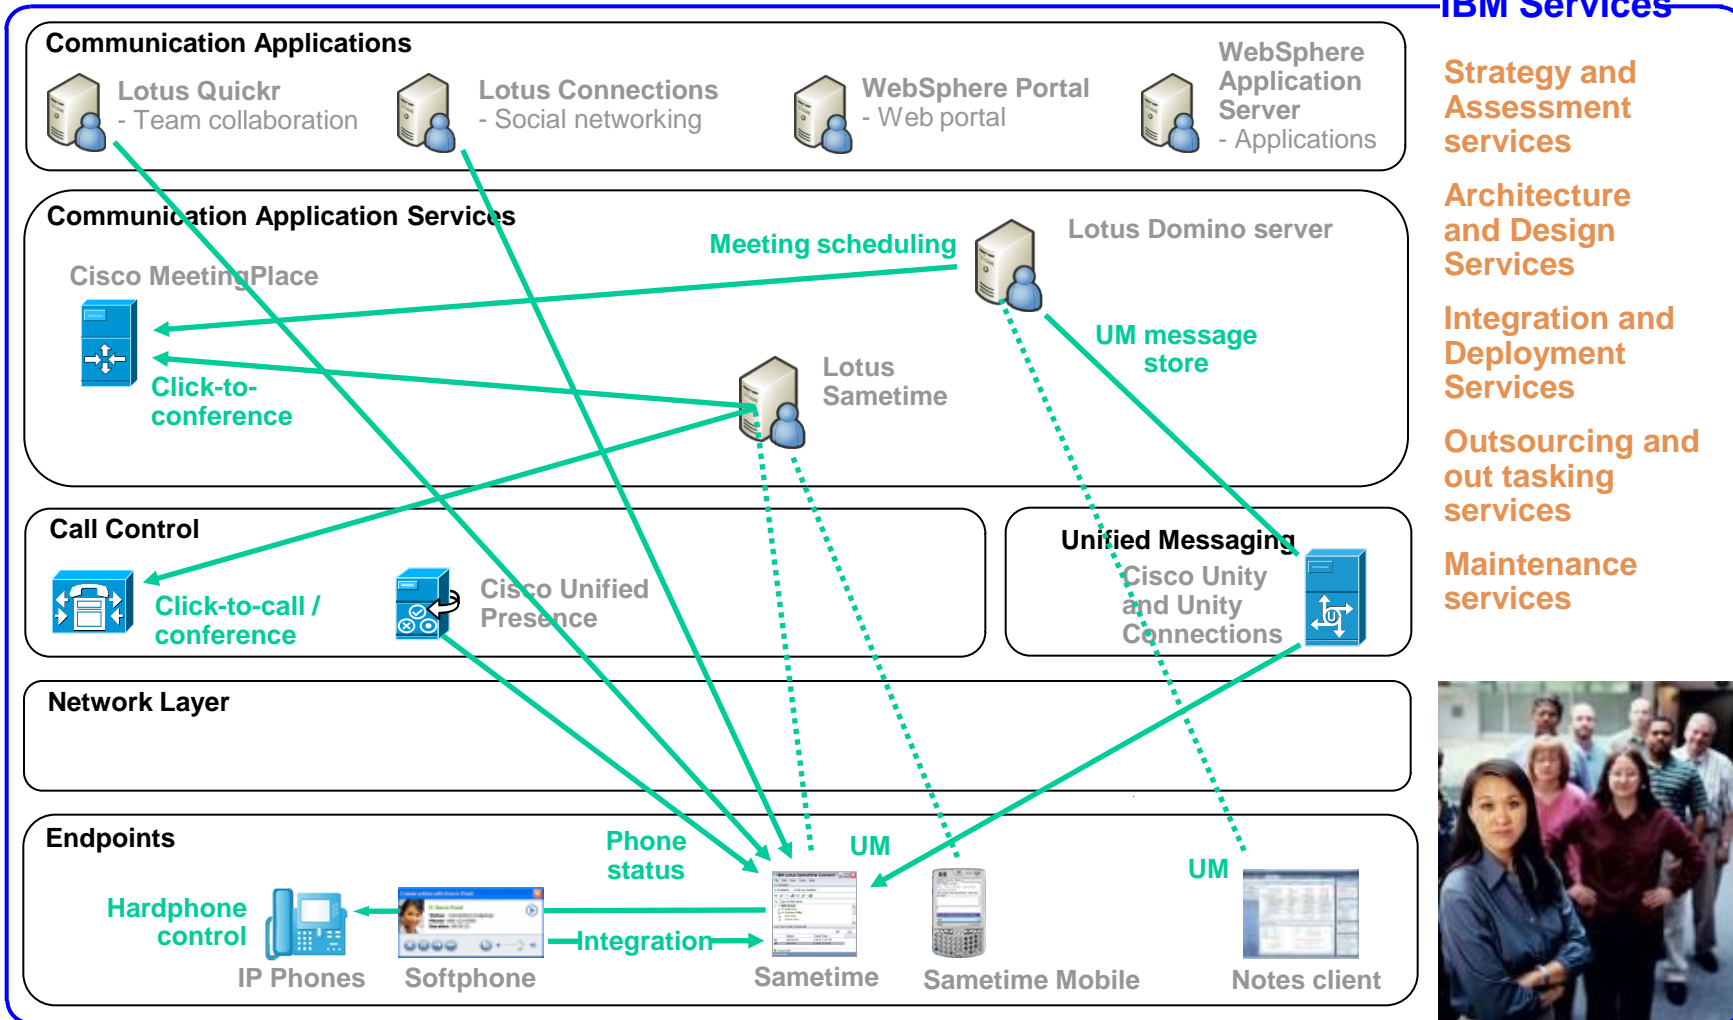 IBM Services
Communication Applications
Lotus Quickr
- Team collaboration
Lotus Connections
- Social networking
WebSphere Portal
- Web portal
WebSphere
Application
Server
- Applications
Strategy and
Assessment
services
Architecture
and Design
Services
Integration and
Deployment
Services
Outsourcing and
out tasking
services
Maintenance
services
Communication Application Services
Meeting scheduling
Lotus Domino server
Cisco MeetingPlace
UM message
store
Click-to-
conference
Lotus
Sametime
Call Control
Click-to-call /
conference
Cisco Unified
Presence
Unified Messaging
Cisco Unity
and Unity
Connections
U
Network Layer
Endpoints
Phone
status
UM
UM
Hardphone
control
Integration
IP Phones
Softphone
Sametime
Sametime Mobile
Notes client